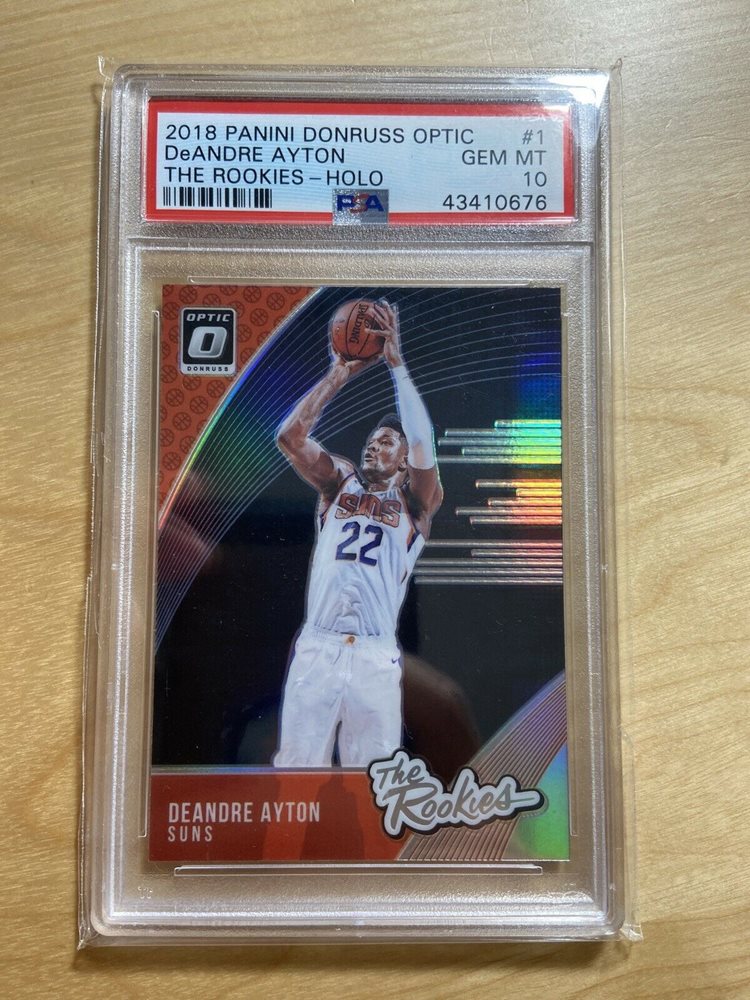 2018 PANINI DONRUSS OPTIC #1
DeANDRE AYTON GEM MT
THE ROOKIES – HOLO 10
PSA 43410676
OPTIC
O
DONRUSS
SPALDING
SUNS
22
The
Rookies
DEANDRE AYTON
SUNS